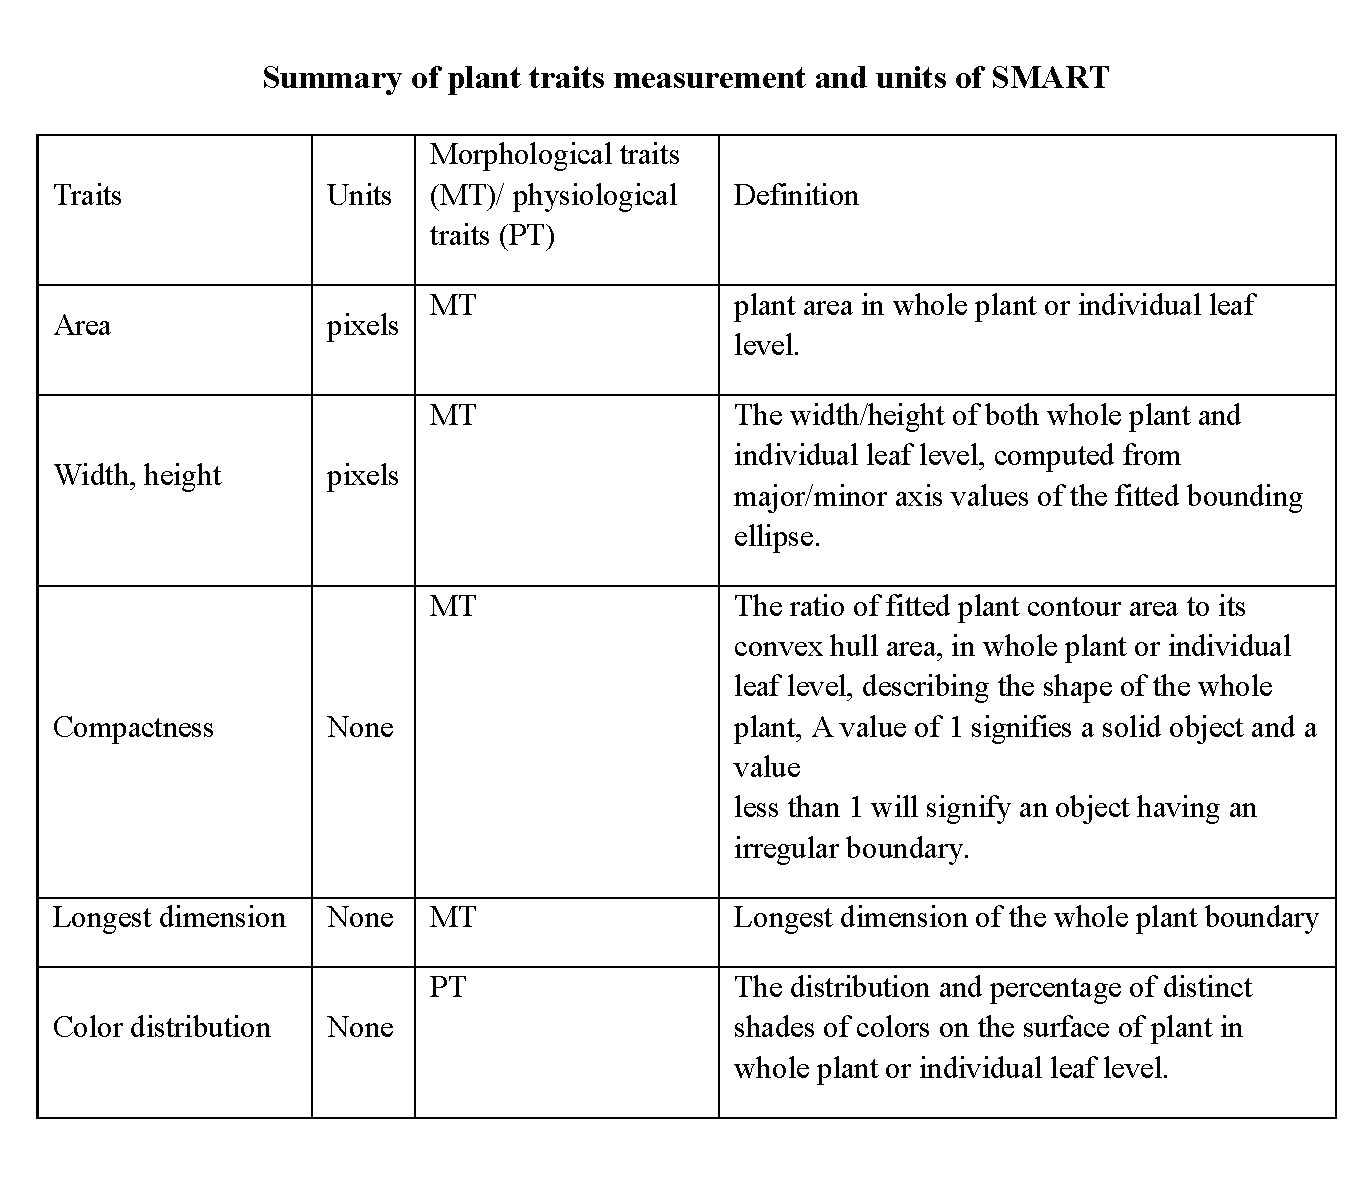 Summary of plant traits measurement and units of SMART
Traits
Units
Morphological traits
(MT)/ physiological
traits (PT)
Definition
Area
pixels
MT
plant area in whole plant or individual leaf
level.
Width, height
pixels
MT
The width/height of both whole plant and
individual leaf level, computed from
major/minor axis values of the fitted bounding
ellipse.
Compactness
None
MT
The ratio of fitted plant contour area to its
convex hull area, in whole plant or individual
leaf level, describing the shape of the whole
plant, A value of 1 signifies a solid object and a
value
less than 1 will signify an object having an
irregular boundary.
Longest dimension
None
MT
Longest dimension of the whole plant boundary
Color distribution
None
PT
The distribution and percentage of distinct
shades of colors on the surface of plant in
whole plant or individual leaf level.